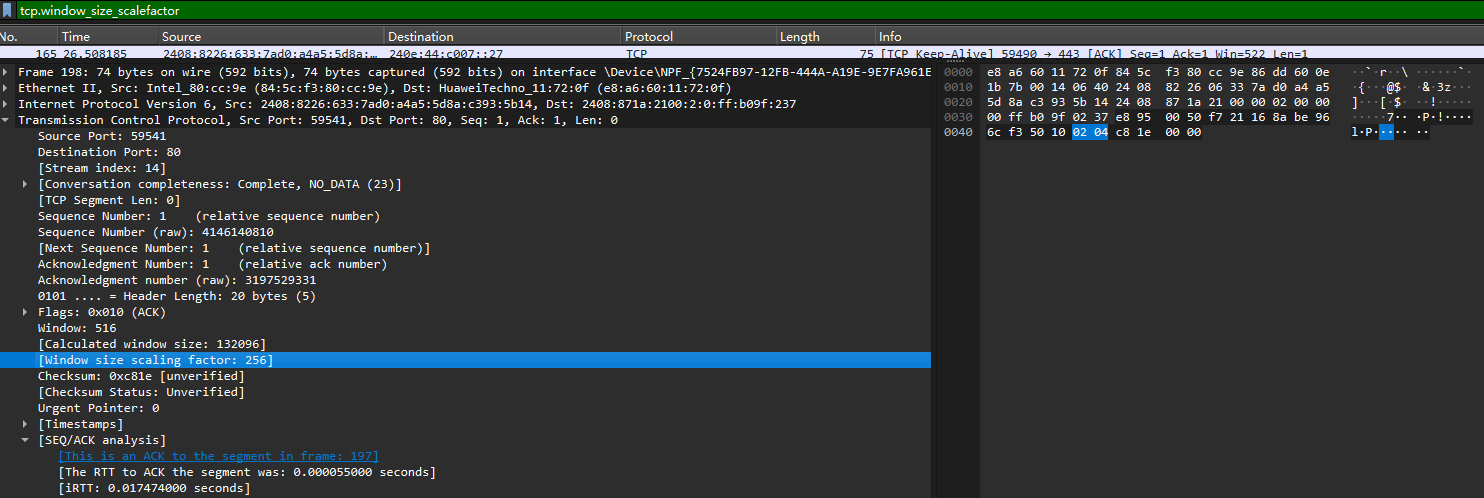 tcp.window_size_scalefactor
No. Time Source Destination Protocol Length Info
165 26.508185 2408:8226:633:7ad0:a4a5:5d8a:… 240e:44:c007::27 TCP 75 [TCP Keep-Alive] 59490 → 443 [ACK] Seq=1 Ack=1 Win=522 Len=1
Frame 198: 74 bytes on wire (592 bits), 74 bytes captured (592 bits) on interface \Device\NPF_{7524FB97-12FB-444A-A19E-9E7FA961E
Ethernet II, Src: Intel_80:cc:9e (84:5c:f3:80:cc:9e), Dst: HuaweiTechno_11:72:0f (e8:a6:60:11:72:0f)
Internet Protocol Version 6, Src: 2408:8226:633:7ad0:a4a5:5d8a:c393:5b14, Dst: 2408:871a:2100:2:0:ff:b09f:237
Transmission Control Protocol, Src Port: 59541, Dst Port: 80, Seq: 1, Ack: 1, Len: 0
Source Port: 59541
Destination Port: 80
[Stream index: 14]
[Conversation completeness: Complete, NO_DATA (23)]
[TCP Segment Len: 0]
Sequence Number: 1 (relative sequence number)
Sequence Number (raw): 4146140810
[Next Sequence Number: 1 (relative sequence number)]
Acknowledgment Number: 1 (relative ack number)
Acknowledgment number (raw): 3197529331
0101 .... = Header Length: 20 bytes (5)
Flags: 0x010 (ACK)
Window: 516
[Calculated window size: 132096]
[Window size scaling factor: 256]
Checksum: 0xc81e [unverified]
[Checksum Status: Unverified]
Urgent Pointer: 0
[Timestamps]
[SEQ/ACK analysis]
[This is an ACK to the segment in frame: 197]
[The RTT to ACK the segment was: 0.000055000 seconds]
[iRTT: 0.017474000 seconds]
0000 e8 a6 60 11 72 0f 84 5c f3 80 cc 9e 86 dd 60 0e ··`·r··\ ······`·
0010 1b 7b 00 14 06 40 24 08 82 26 06 33 7a d0 a4 a5 ·{···@$· ·&·3z···
0020 5d 8a c3 93 5b 14 24 08 87 1a 21 00 00 02 00 00 ]···[·$· ··!·····
0030 00 ff b0 9f 02 37 e8 95 00 50 f7 21 16 8a be 96 ·····7·· ·P·!····
0040 6c f3 50 10 02 04 c8 1e 00 00 l·P····· ··